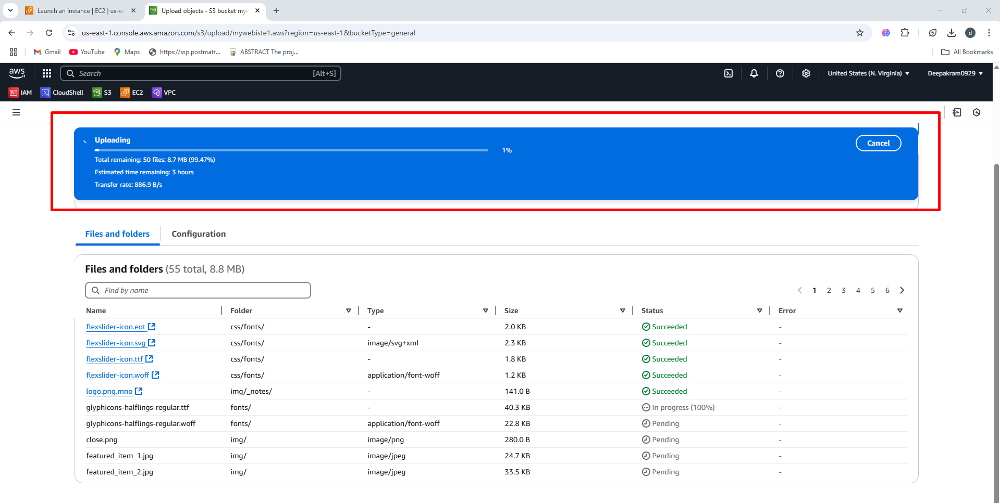 Launch an instance | EC2 | us-ea
Upload objects - S3 bucket myw
us-east-1.console.aws.amazon.com/s3/upload/mywebiste1.aws?region=us-east-1&bucketType=general
d
Gmail
YouTube
Maps
https://ssp.postmatr...
ABSTRACT The proj...
All Bookmarks
aws
Search
[Alt+S]
United States (N. Virginia)
Deepakram0929
IAM
CloudShell
S3
EC2
VPC
Uploading
Cancel
1%
Total remaining: 50 files: 8.7 MB (99.47%)
Estimated time remaining: 3 hours
Transfer rate: 886.9 B/s
Files and folders
Configuration
Files and folders (55 total, 8.8 MB)
Find by name
1 2 3 4 5 6
Name Folder Type Size Status Error
flexslider-icon.eot css/fonts/ - 2.0 KB Succeeded -
flexslider-icon.svg css/fonts/ image/svg+xml 2.3 KB Succeeded -
flexslider-icon.ttf css/fonts/ - 1.8 KB Succeeded -
flexslider-icon.woff css/fonts/ application/font-woff 1.2 KB Succeeded -
logo.png.mno img/_notes/ - 141.0 B Succeeded -
glyphicons-halflings-regular.ttf fonts/ - 40.3 KB In progress (100%) -
glyphicons-halflings-regular.woff fonts/ application/font-woff 22.8 KB Pending -
close.png img/ image/png 280.0 B Pending -
featured_item_1.jpg img/ image/jpeg 24.7 KB Pending -
featured_item_2.jpg img/ image/jpeg 33.5 KB Pending -